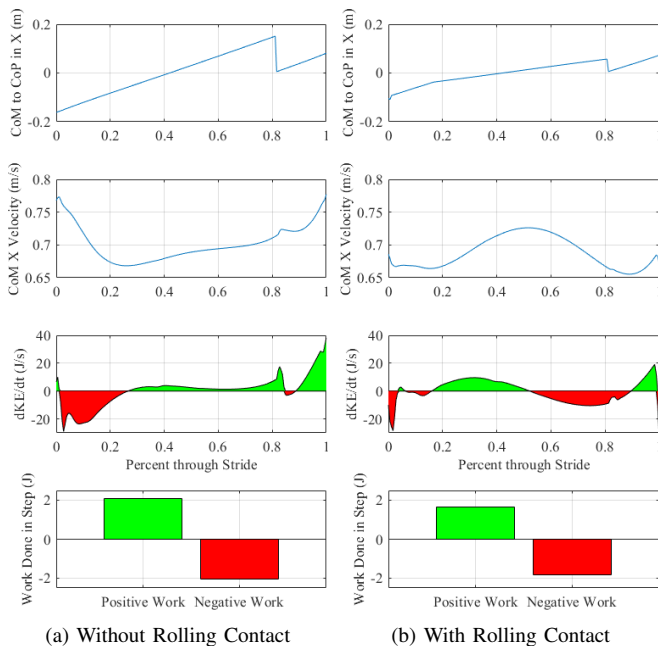 CoM to CoP in X (m)
0.2
0
-0.2
0 0.2 0.4 0.6 0.8 1
0.2
0
-0.2
0 0.2 0.4 0.6 0.8
CoM X Velocity (m/s)
0.8
0.75
0.7
0.65
0 0.2 0.4 0.6 0.8 1
CoM X Velocity (m/s)
0.8
0.75
0.7
0.65
0 0.2 0.4 0.6 0.8
CoM to CoP in X (m)
dKE/dt (J/s)
40
20
0
-20
0 0.2 0.4 0.6 0.8 1
Percent through Stride
dKE/dt (J/s)
40
20
0
-20
0 0.2 0.4 0.6 0.8
Percent through Stride
Work Done in Step (J)
2
0
-2
Positive Work Negative Work
Work Done in Step (J)
2
0
-2
Positive Work Negative Work
(a) Without Rolling Contact
(b) With Rolling Contact